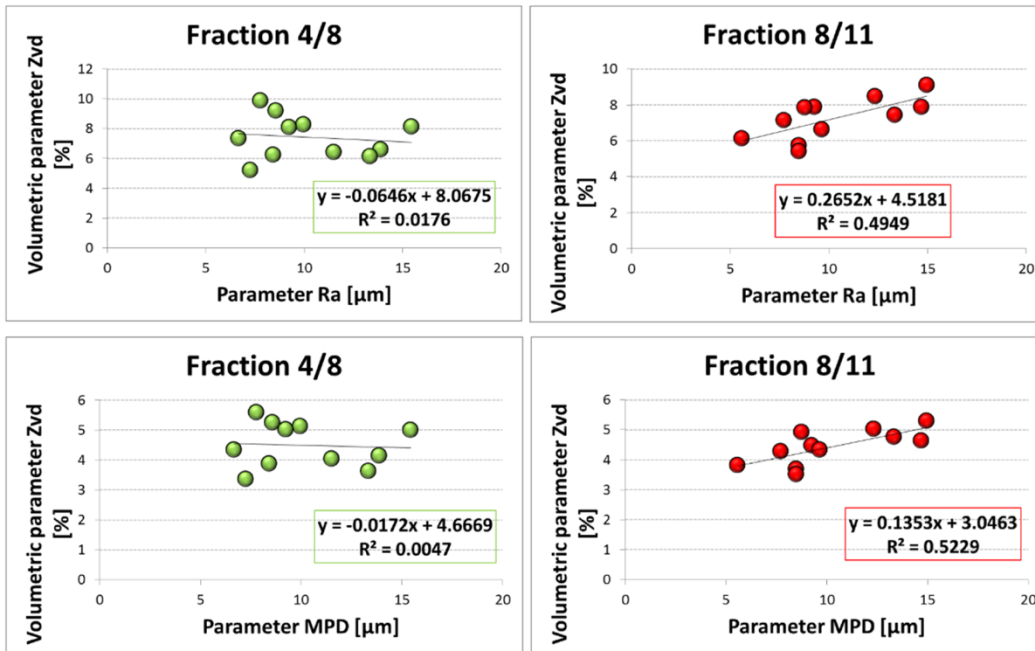 Fraction 4/8
Volumetric parameter Zvd
[%]
12
10
8
6
4
2
0
y = -0.0646x + 8.0675
R² = 0.0176
0
5
10
15
20
Parameter Ra [µm]
Fraction 8/11
Volumetric parameter Zvd
[%]
10
8
6
4
2
0
y = 0.2652x + 4.5181
R² = 0.4949
0
5
10
15
20
Parameter Ra [µm]
Fraction 4/8
Volumetric parameter Zvd
[%]
6
5
4
3
2
1
0
y = -0.0172x + 4.6669
R² = 0.0047
0
5
10
15
20
Parameter MPD [µm]
Fraction 8/11
Volumetric parameter Zvd
[%]
6
5
4
3
2
1
0
y = 0.1353x + 3.0463
R² = 0.5229
0
5
10
15
20
Parameter MPD [µm]